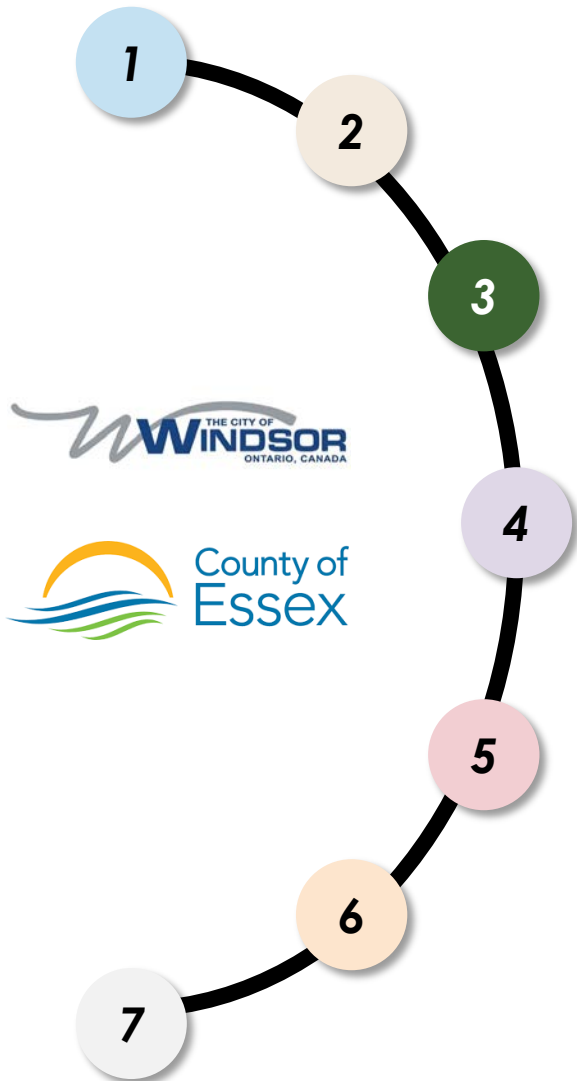 1
2
3
THE CITY OF
WINDSOR
ONTARIO, CANADA
4
County of
Essex
5
6
7